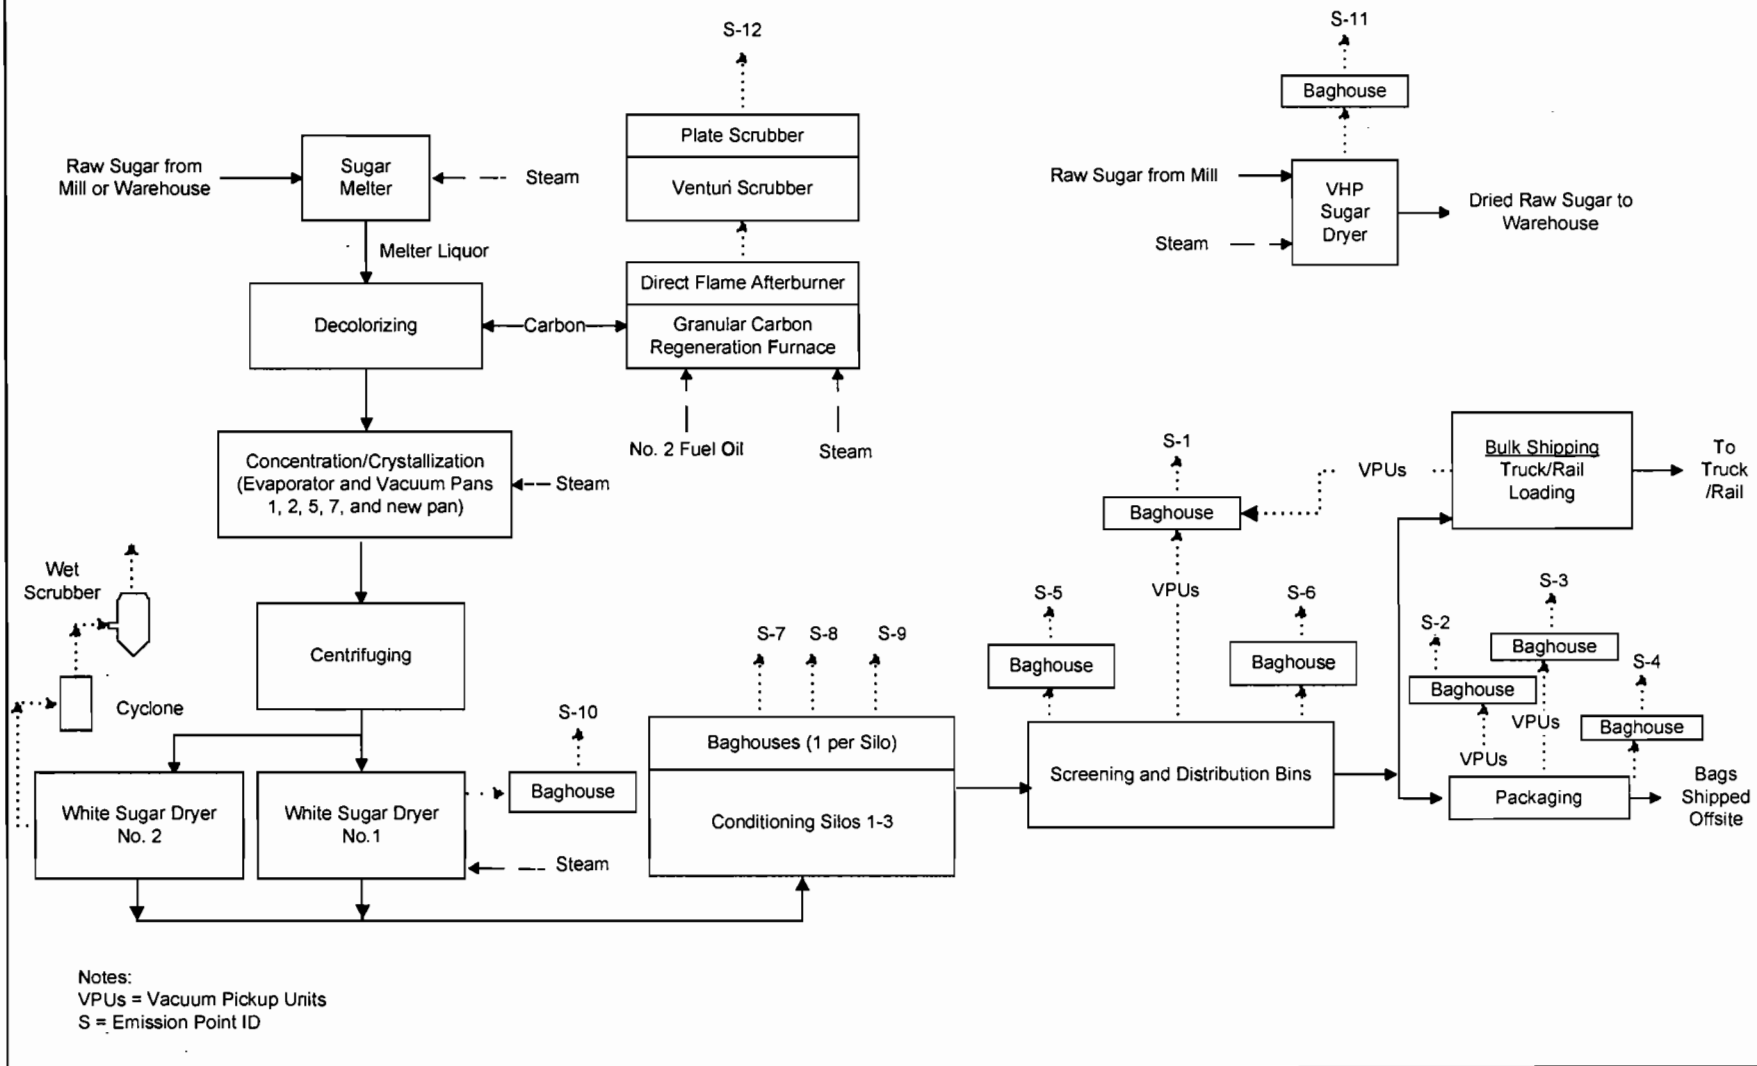 S-12
S-11
Baghouse
Plate Scrubber
Venturi Scrubber
Raw Sugar from
Mill or Warehouse
Sugar
Melter
Steam
Raw Sugar from Mill
VHP
Sugar
Dryer
Dried Raw Sugar to
Warehouse
Steam
Melter Liquor
Direct Flame Afterburner
Granular Carbon
Regeneration Furnace
Decolorizing
Carbon
No. 2 Fuel Oil
Steam
Concentration/Crystallization
(Evaporator and Vacuum Pans
1, 2, 5, 7, and new pan)
Steam
S-1
Baghouse
VPUs
VPUs
Bulk Shipping
Truck/Rail
Loading
To
Truck
/Rail
Wet
Scrubber
Cyclone
Centrifuging
S-10
Baghouse
S-7
S-8
S-9
Baghouses (1 per Silo)
Conditioning Silos 1-3
S-5
Baghouse
S-6
Baghouse
Screening and Distribution Bins
S-2
Baghouse
VPUs
S-3
Baghouse
VPUs
S-4
Baghouse
Packaging
Bags
Shipped
Offsite
White Sugar Dryer
No. 2
White Sugar Dryer
No.1
Steam
Notes:
VPUs = Vacuum Pickup Units
S = Emission Point ID